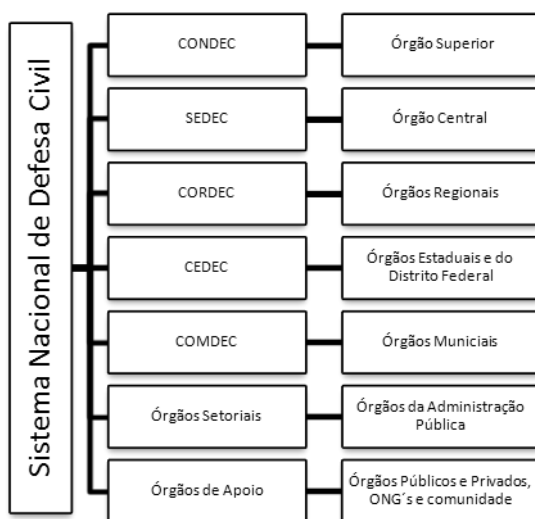 Sistema Nacional de Defesa Civil
CONDEC
Órgão Superior
SEDEC
Órgão Central
CORDEC
Órgãos Regionais
CEDEC
Órgãos Estaduais e do
Distrito Federal
COMDEC
Órgãos Municiais
Órgãos Setoriais
Órgãos da Administração
Pública
Órgãos de Apoio
Órgãos Públicos e Privados,
ONG´s e comunidade